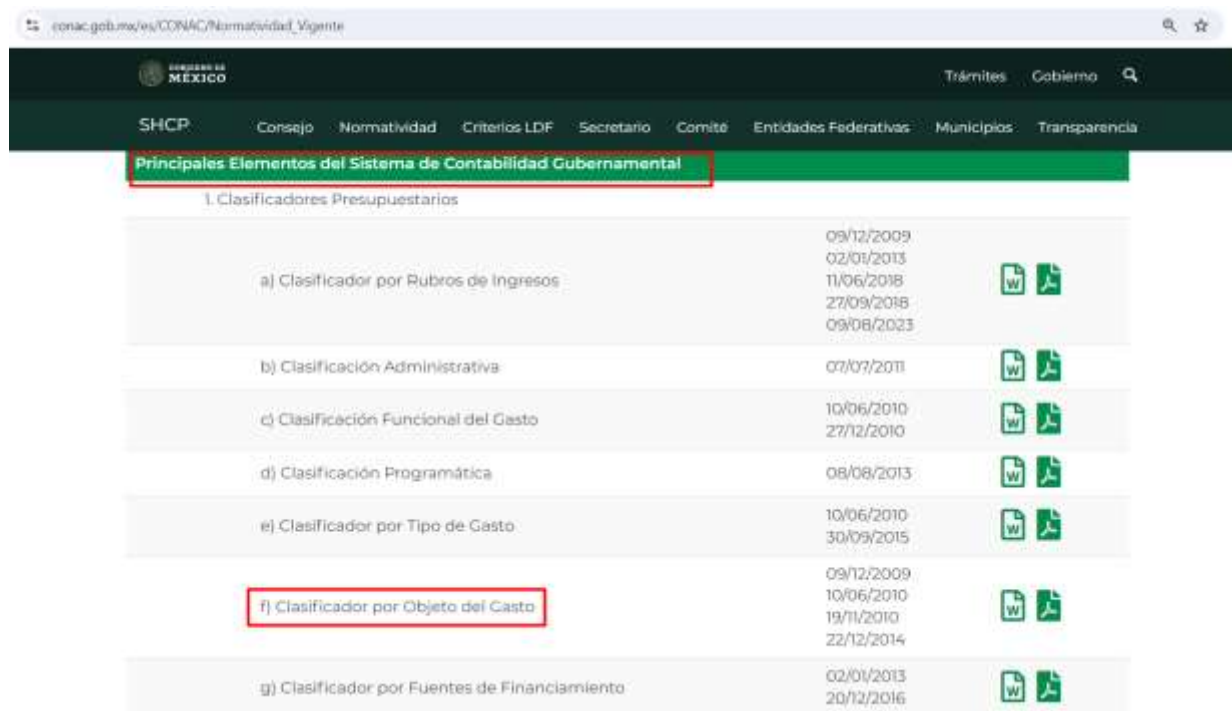 conac.gob.mx/es/CONAC/Normatividad_Vigente
GOBIERNO DE
MÉXICO
Trámites Gobierno
SHCP Consejo Normatividad Criterios LDF Secretario Comité Entidades Federativas Municipios Transparencia
Principales Elementos del Sistema de Contabilidad Gubernamental
1. Clasificadores Presupuestarios
a) Clasificador por Rubros de Ingresos
09/12/2009
02/01/2013
11/06/2018
27/09/2018
09/08/2023
b) Clasificación Administrativa
07/07/2011
c) Clasificación Funcional del Gasto
10/06/2010
27/12/2010
d) Clasificación Programática
08/08/2013
e) Clasificador por Tipo de Gasto
10/06/2010
30/09/2015
f) Clasificador por Objeto del Gasto
09/12/2009
10/06/2010
19/11/2010
22/12/2014
g) Clasificador por Fuentes de Financiamiento
02/01/2013
20/12/2016